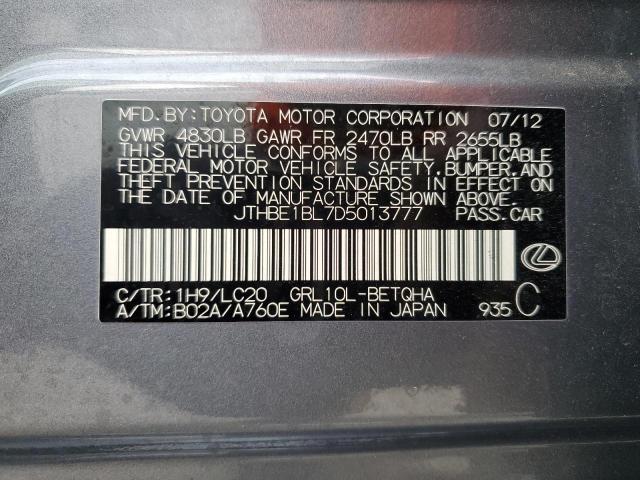 MFD. BY: TOYOTA MOTOR CORPORATION 07/12
GVWR 4830LB GAWR FR 2470LB RR 2655LB
THIS VEHICLE CONFORMS TO ALL APPLICABLE
FEDERAL MOTOR VEHICLE SAFETY, BUMPER, AND
THEFT PREVENTION STANDARDS IN EFFECT ON
THE DATE OF MANUFACTURE SHOWN ABOVE.
JTHBE1BL7D5013777 PASS. CAR
C/TR: 1H9/LC20 GRL10L-BETQHA
A/TM: B02A/A760E MADE IN JAPAN 935 C